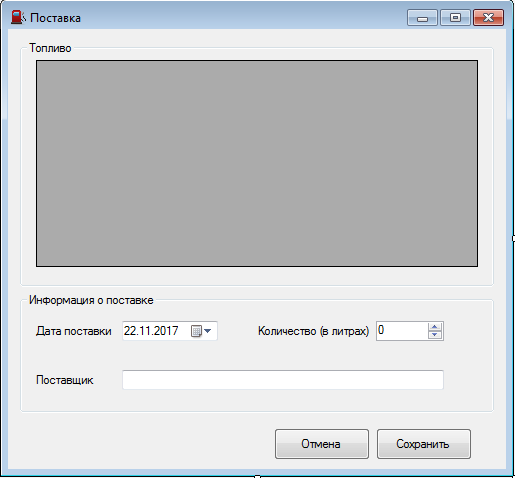 Поставка
Топливо
Информация о поставке
Дата поставки 22.11.2017 Количество (в литрах) 0
Поставщик
Отмена Сохранить